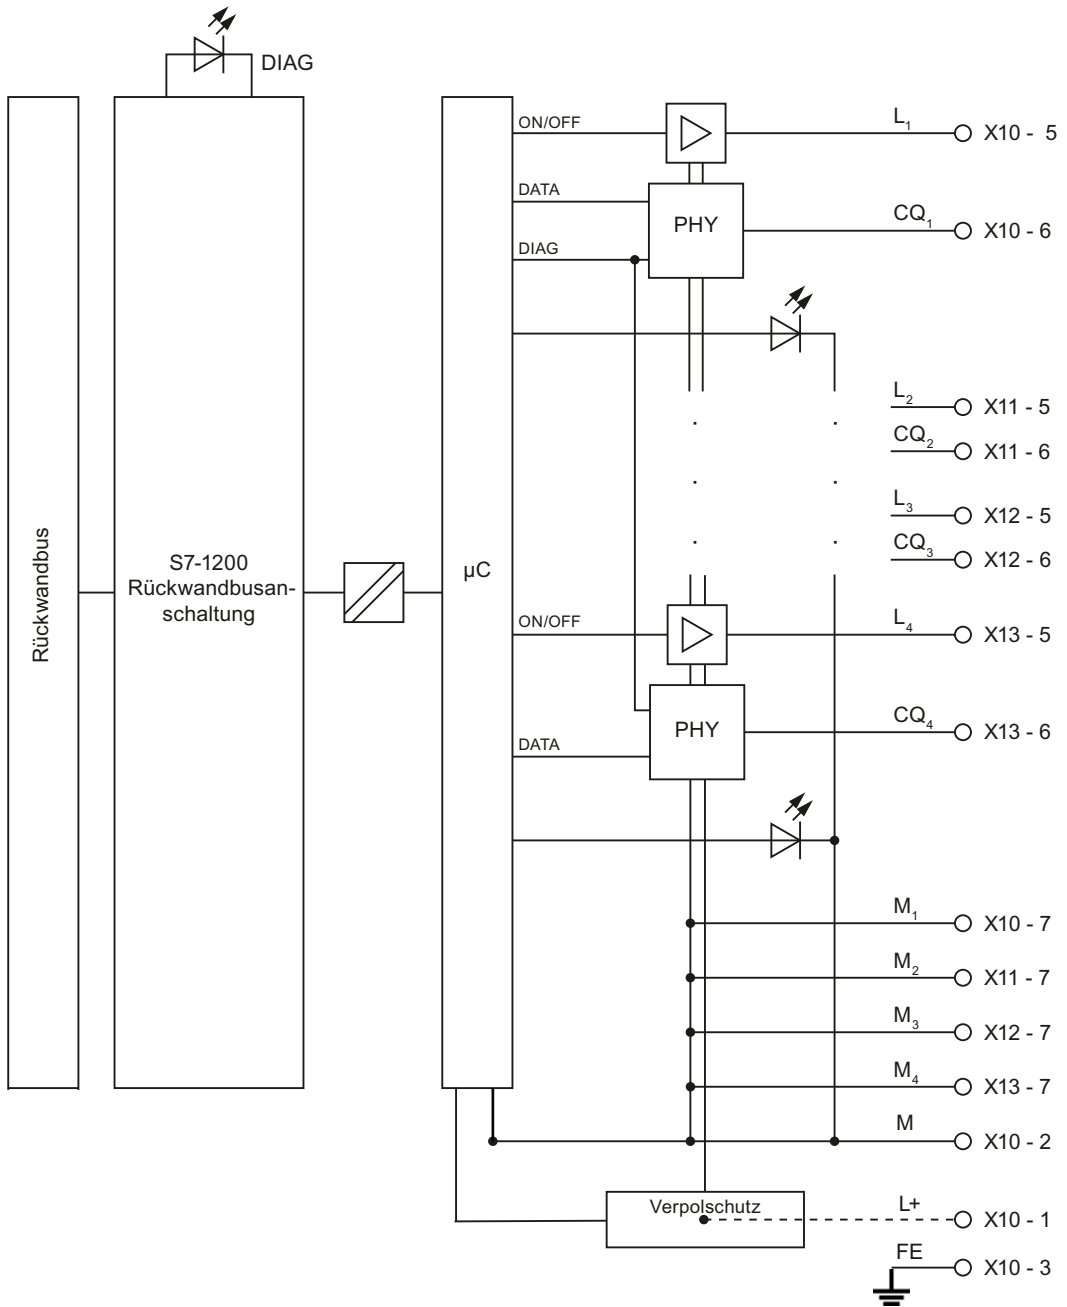 DIAG
ON/OFF
L1
X10 - 5
DATA
PHY
CQ1
X10 - 6
DIAG
L2
X11 - 5
CQ2
X11 - 6
L3
X12 - 5
CQ3
X12 - 6
Rückwandbus
S7-1200
Rückwandbusan-
schaltung
µC
ON/OFF
L4
X13 - 5
PHY
CQ4
X13 - 6
DATA
M1
X10 - 7
M2
X11 - 7
M3
X12 - 7
M4
X13 - 7
M
X10 - 2
Verpolschutz
L+
X10 - 1
FE
X10 - 3